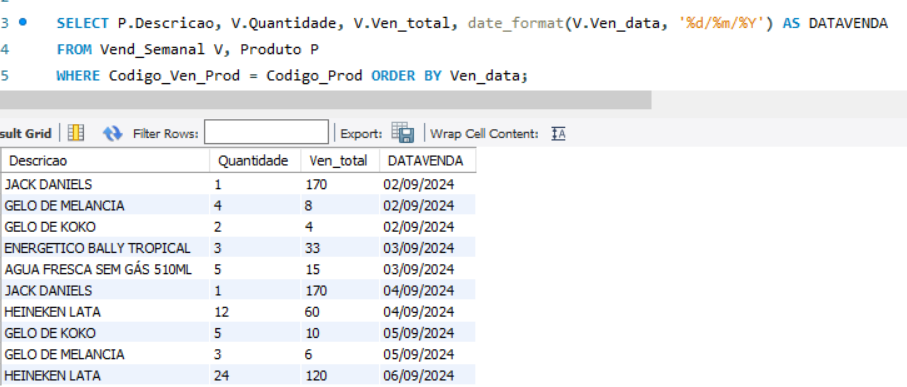 3 SELECT P.Descricao, V.Quantidade, V.Ven_total, date_format(V.Ven_data, '%d/%m/%Y') AS DATAVENDA
4 FROM Vend_Semanal V, Produto P
5 WHERE Codigo_Ven_Prod = Codigo_Prod ORDER BY Ven_data;
sult Grid Filter Rows: Export: Wrap Cell Content:
Descricao Quantidade Ven_total DATAVENDA
JACK DANIELS 1 170 02/09/2024
GELO DE MELANCIA 4 8 02/09/2024
GELO DE KOKO 2 4 02/09/2024
ENERGETICO BALLY TROPICAL 3 33 03/09/2024
AGUA FRESCA SEM GÁS 510ML 5 15 03/09/2024
JACK DANIELS 1 170 04/09/2024
HEINEKEN LATA 12 60 04/09/2024
GELO DE KOKO 5 10 05/09/2024
GELO DE MELANCIA 3 6 05/09/2024
HEINEKEN LATA 24 120 06/09/2024